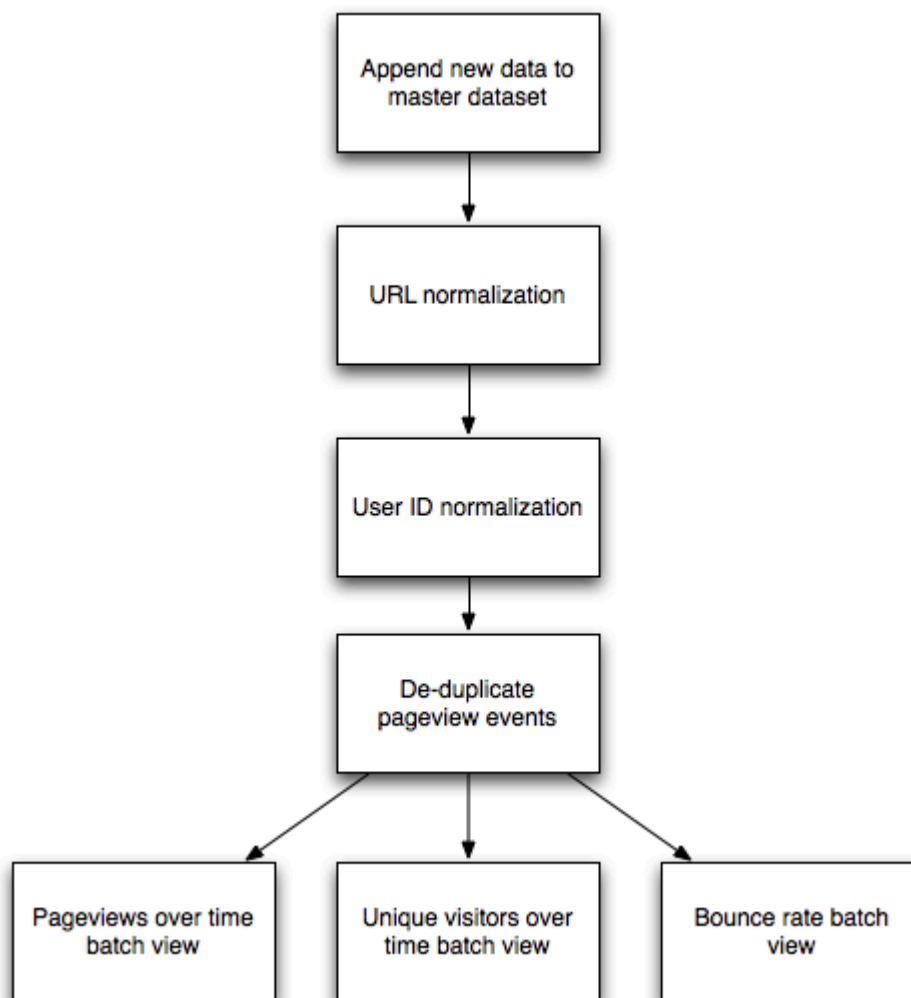 Append new data to
master dataset
URL normalization
User ID normalization
De-duplicate
pageview events
Pageviews over time
batch view
Unique visitors over
time batch view
Bounce rate batch
view